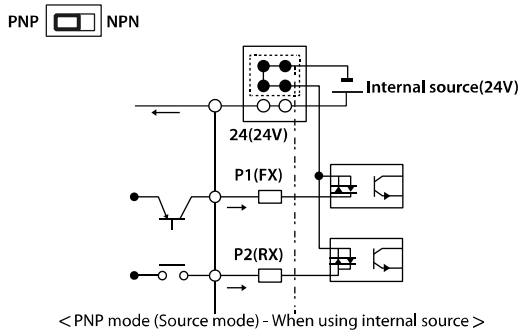 PNP NPN
Internal source(24V)
24(24V)
P1(FX)
P2(RX)
< PNP mode (Source mode) - When using internal source >